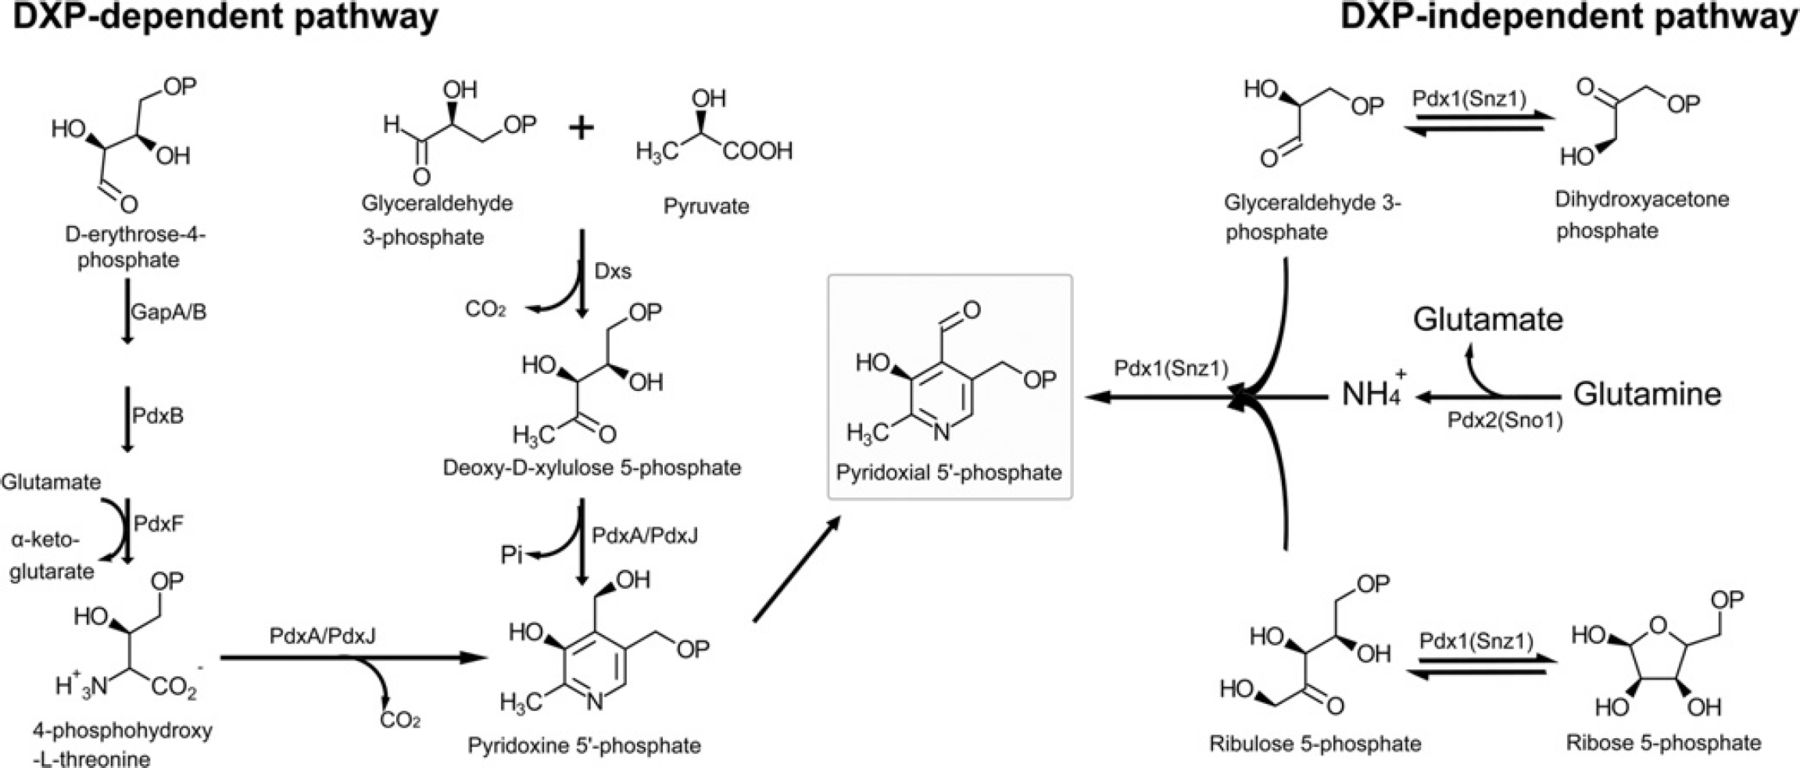 DXP-dependent pathway
DXP-independent pathway
OP
HO
OH
O
D-erythrose-4-
phosphate
GapA/B
PdxB
Glutamate
PdxF
α-keto-
glutarate
OP
HO
H3+N
CO2-
4-phosphohydroxy
-L-threonine
PdxA/PdxJ
CO2
OH
H
OP
O
Glyceraldehyde
3-phosphate
+
OH
H3C
COOH
Pyruvate
Dxs
CO2
OP
HO
OH
H3C
O
Deoxy-D-xylulose 5-phosphate
PdxA/PdxJ
Pi
OH
HO
OP
H3C
N
Pyridoxine 5'-phosphate
O
HO
OP
H3C
N
Pyridoxial 5'-phosphate
HO
OP
O
Glyceraldehyde 3-
phosphate
Pdx1(Snz1)
O
OP
HO
Dihydroxyacetone
phosphate
Pdx1(Snz1)
NH4+
Glutamate
Pdx2(Sno1)
Glutamine
OP
HO
OH
HO
O
Ribulose 5-phosphate
Pdx1(Snz1)
OP
HO
O
HO
OH
Ribose 5-phosphate